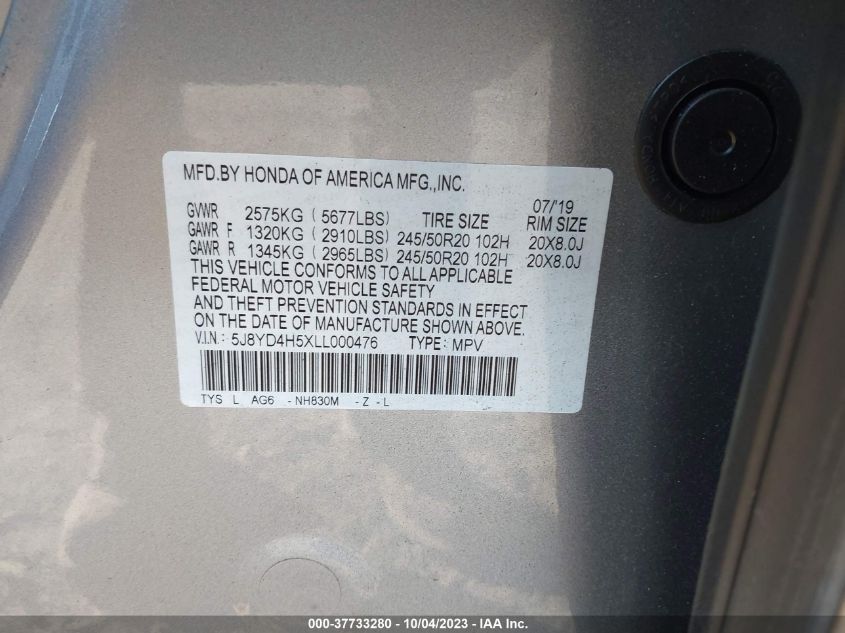 MFD.BY HONDA OF AMERICA MFG.,INC.
07/'19
GVWR 2575KG ( 5677LBS) TIRE SIZE RIM SIZE
GAWR F 1320KG ( 2910LBS) 245/50R20 102H 20X8.0J
GAWR R 1345KG ( 2965LBS) 245/50R20 102H 20X8.0J
THIS VEHICLE CONFORMS TO ALL APPLICABLE
FEDERAL MOTOR VEHICLE SAFETY
AND THEFT PREVENTION STANDARDS IN EFFECT
ON THE DATE OF MANUFACTURE SHOWN ABOVE.
V.I.N.: 5J8YD4H5XLL000476 TYPE: MPV
TYS L AG6 -NH830M -Z -L
000-37733280 - 10/04/2023 - IAA Inc.